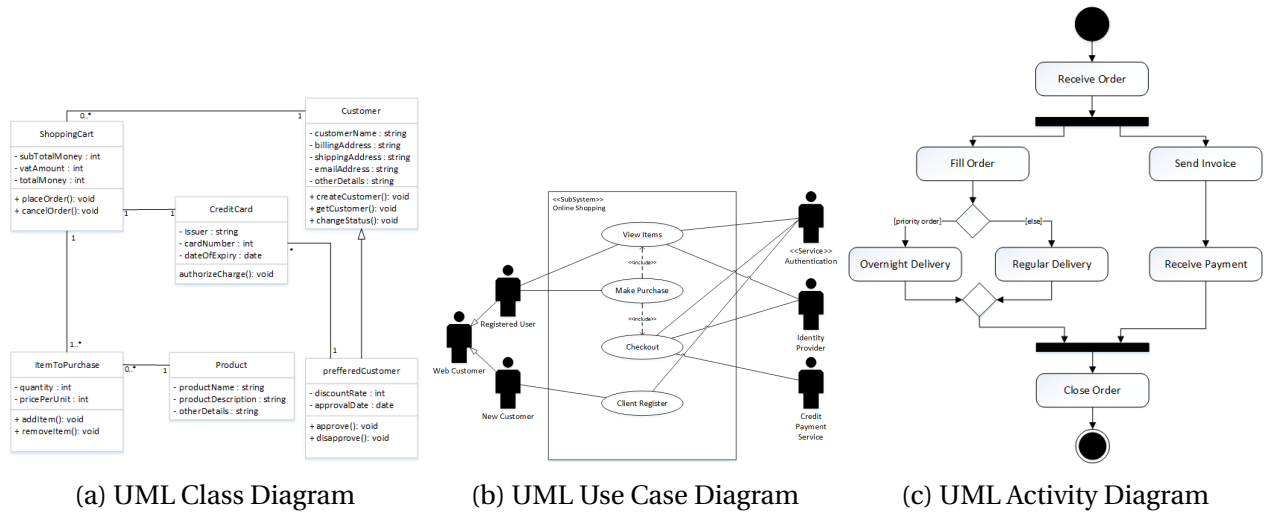 Customer
- customerName : string
- billingAddress : string
- shippingAddress : string
- emailAddress : string
- otherDetails : string
+ createCustomer(): void
+ getCustomer(): void
+ changeStatus(): void
0..*
1
ShoppingCart
- subTotalMoney : int
- vatAmount : int
- totalMoney : int
+ placeOrder(): void
+ cancelOrder(): void
1
1
1
CreditCard
- issuer : string
- cardNumber : int
- dateOfExpiry : date
authorizeCharge(): void
*
1
1..*
ItemToPurchase
- quantity : int
- pricePerUnit : int
+ addItem(): void
+ removeItem(): void
0..*
1
Product
- productName : string
- productDescription : string
- otherDetails : string
prefferedCustomer
- discountRate : int
- approvalDate : date
+ approve(): void
+ disapprove(): void
(a) UML Class Diagram
<<SubSystem>>
Online Shopping
View Items
<<include>>
Make Purchase
<<include>>
Checkout
Client Register
Registered User
Web Customer
New Customer
<<Service>>
Authentication
Identity
Provider
Credit
Payment
Service
(b) UML Use Case Diagram
Receive Order
Fill Order
Send Invoice
[priority order]
[else]
Overnight Delivery
Regular Delivery
Receive Payment
Close Order
(c) UML Activity Diagram